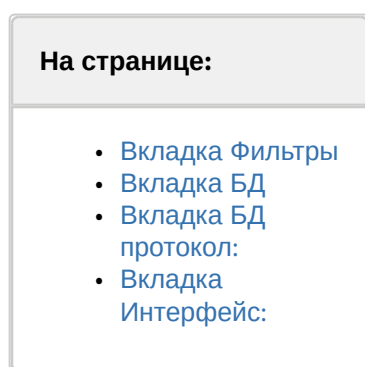 На странице:
• Вкладка Фильтры
• Вкладка БД
• Вкладка БД
протокол:
• Вкладка
Интерфейс: